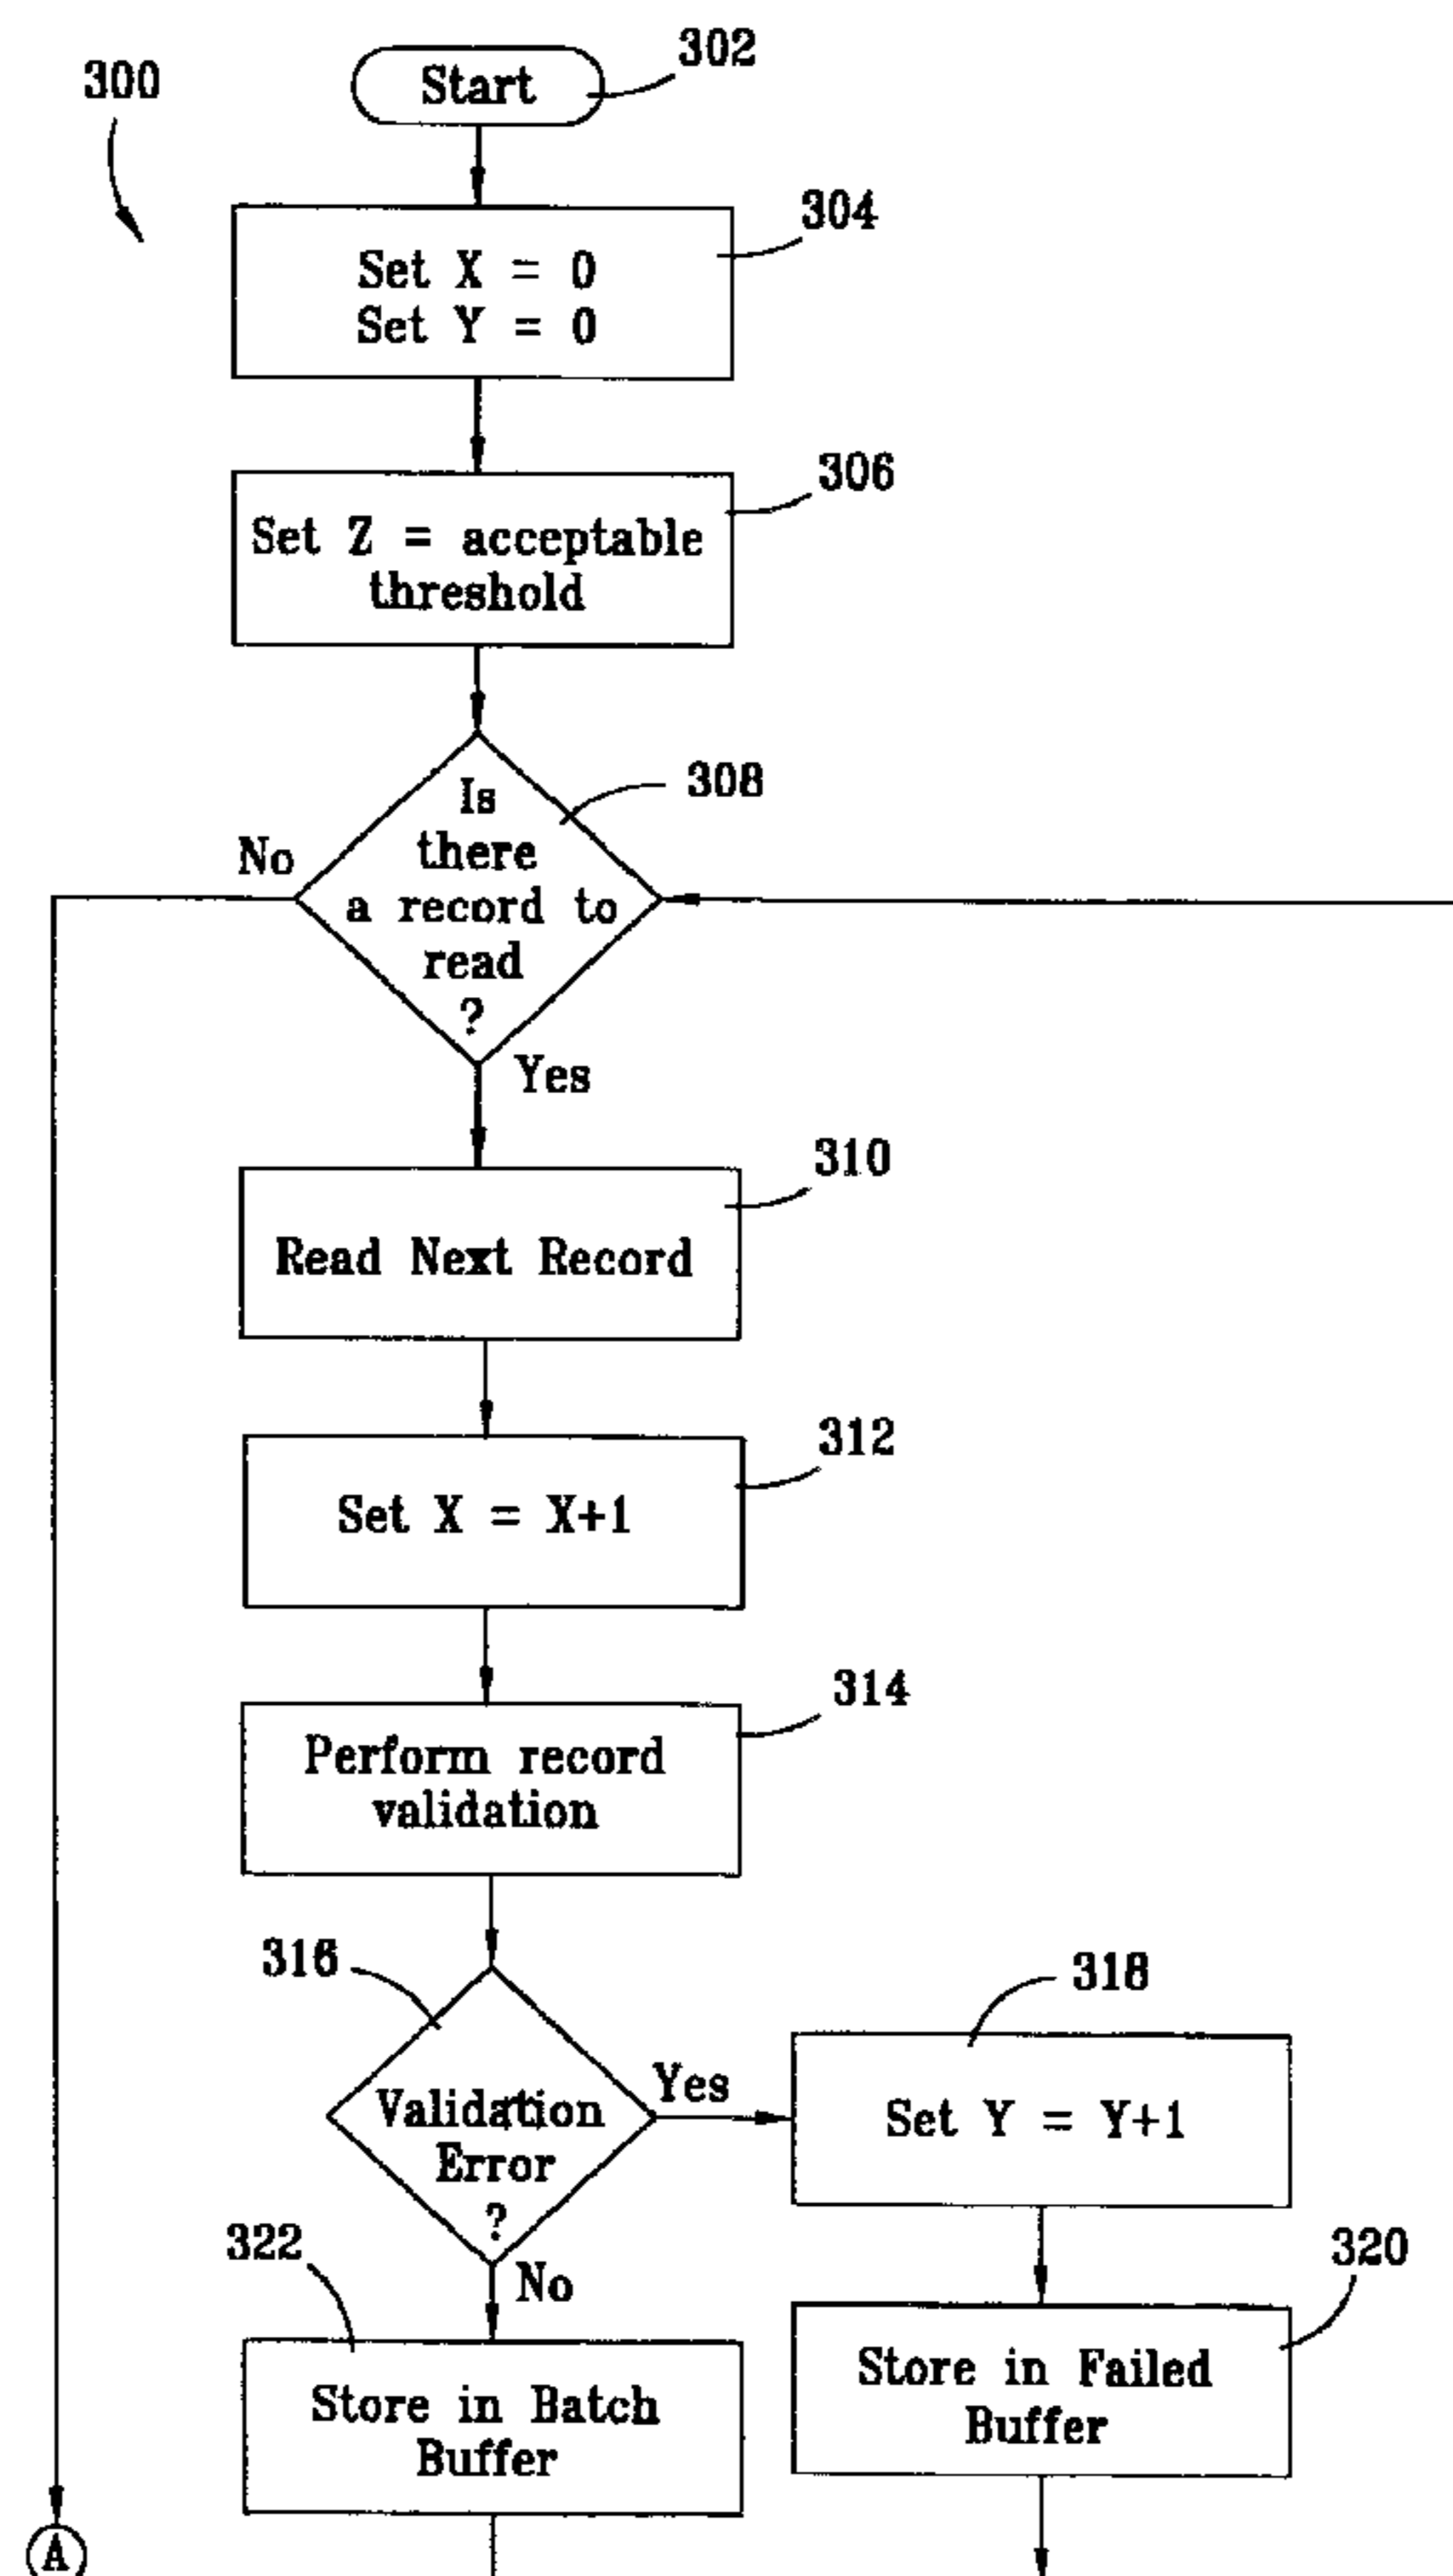 300
Start
302
304
Set X = 0
Set Y = 0
306
Set Z = acceptable
threshold
308
Is
there
a record to
read
?
No
Yes
310
Read Next Record
312
Set X = X+1
314
Perform record
validation
316
Validation
Error
?
Yes
318
Set Y = Y+1
No
322
320
Store in Batch
Buffer
Store in Failed
Buffer
A